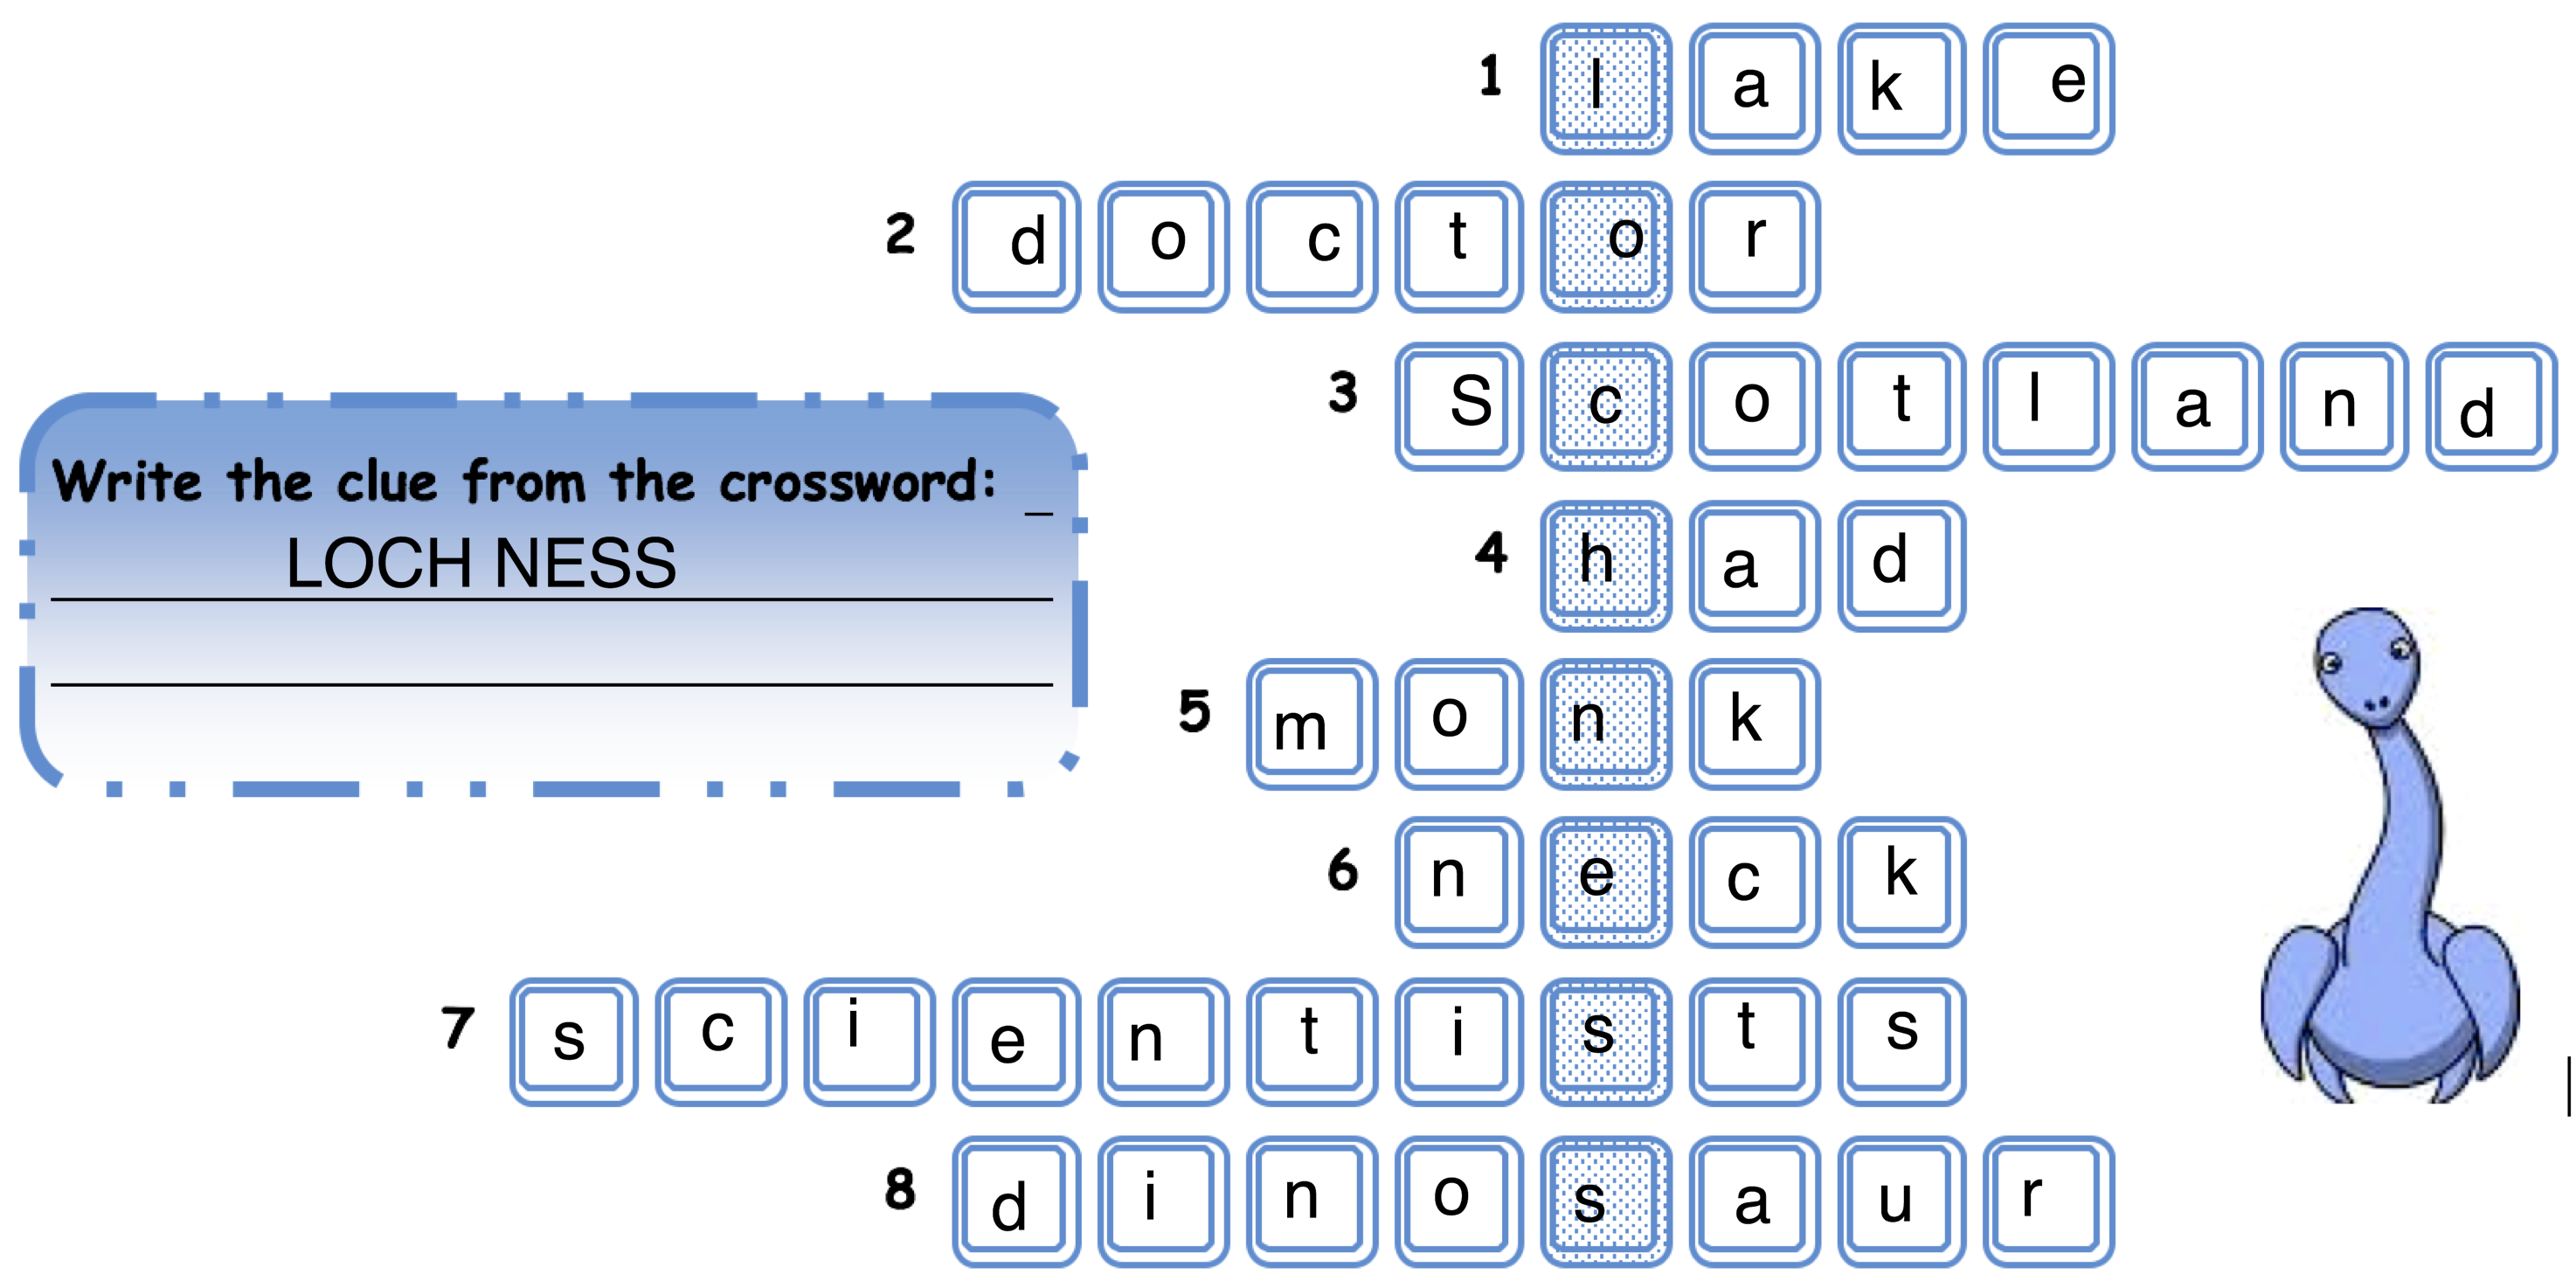 1 l a k e
2 d o c t o r
3 S c o t l a n d
Write the clue from the crossword: _
LOCH NESS
4 h a d
5 m o n k
6 n e c k
7 s c i e n t i s t s
8 d i n o s a u r